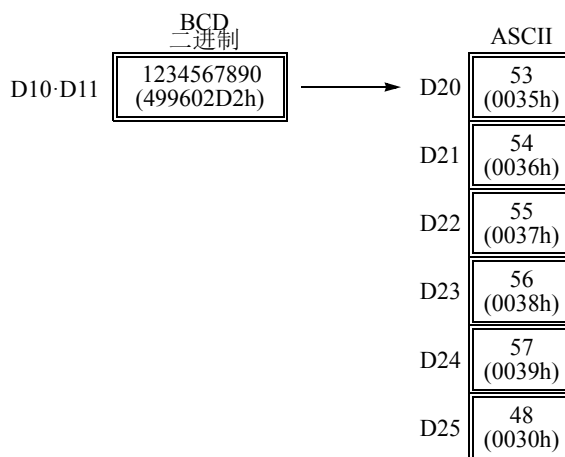 BCD
二进制
ASCII
D10·D11
1234567890
(499602D2h)
D20
53
(0035h)
D21
54
(0036h)
D22
55
(0037h)
D23
56
(0038h)
D24
57
(0039h)
D25
48
(0030h)